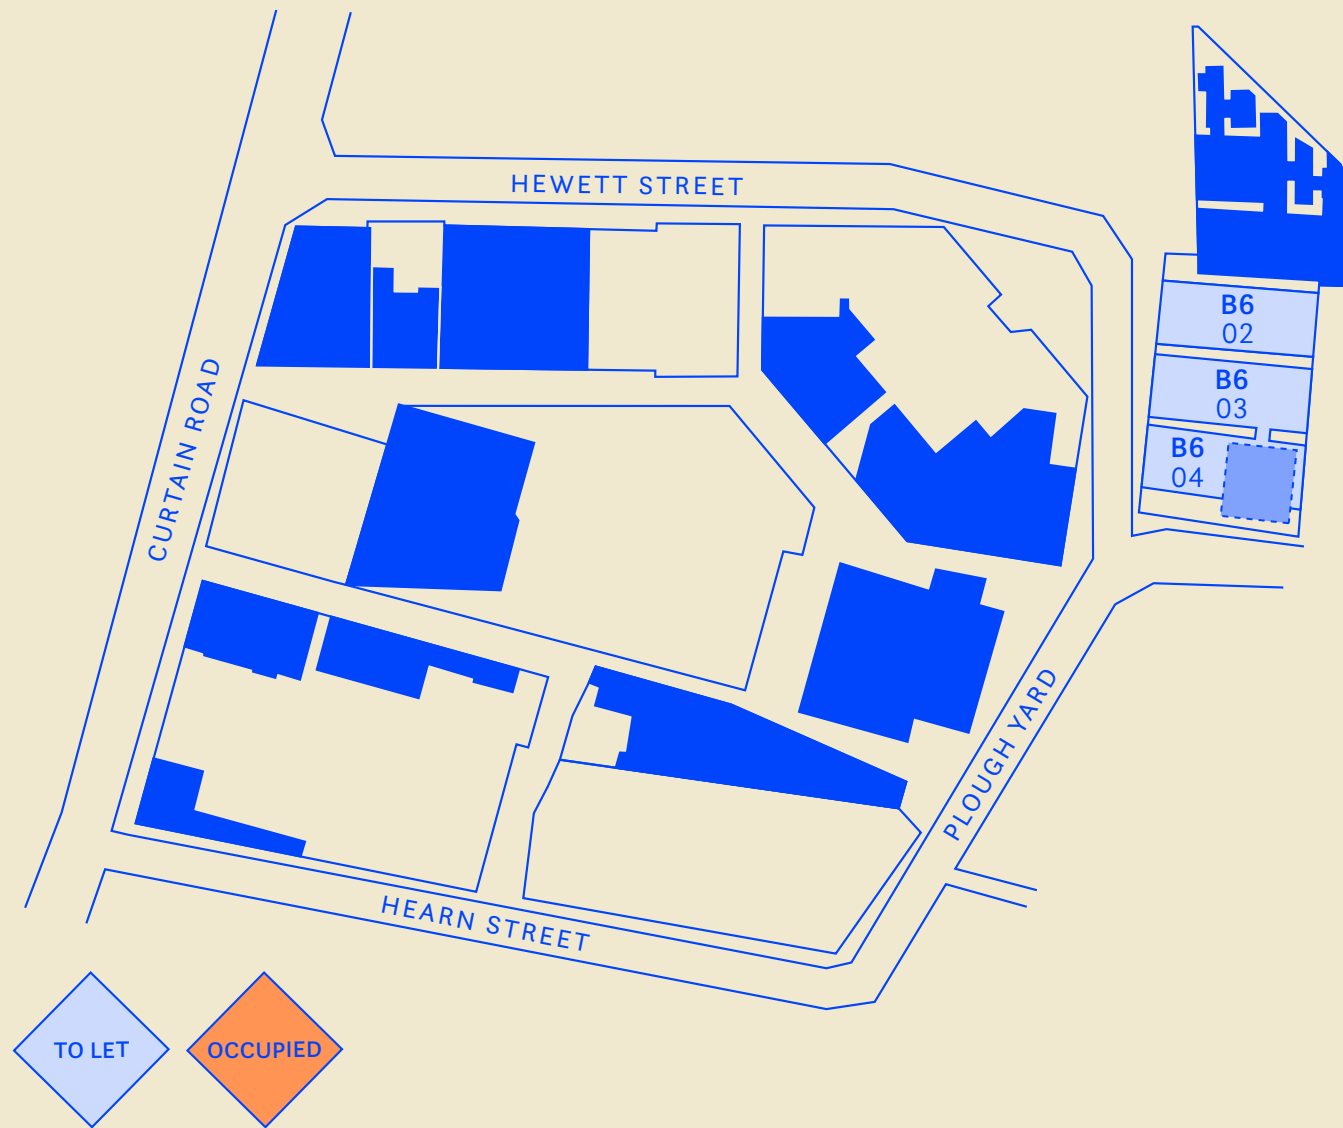 HEWETT STREET
B6
02
B6
03
CURTAIN ROAD
B6
04
PLOUGH YARD
HEARN STREET
TO LET
OCCUPIED